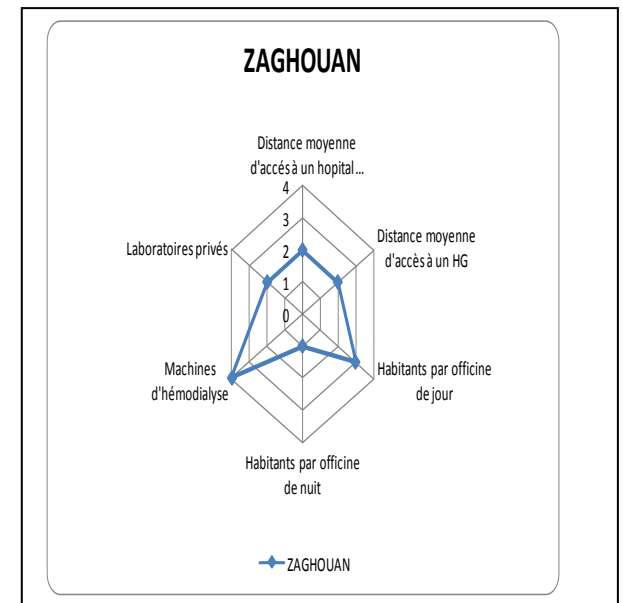 ZAGHOUAN
Distance moyenne
d'accés à un hopital ...
4
3
2
1
0
Distance moyenne
d'accès à un HG
Laboratoires privés
Habitants par officine
de jour
Machines
d'hémodialyse
Habitants par officine
de nuit
ZAGHOUAN